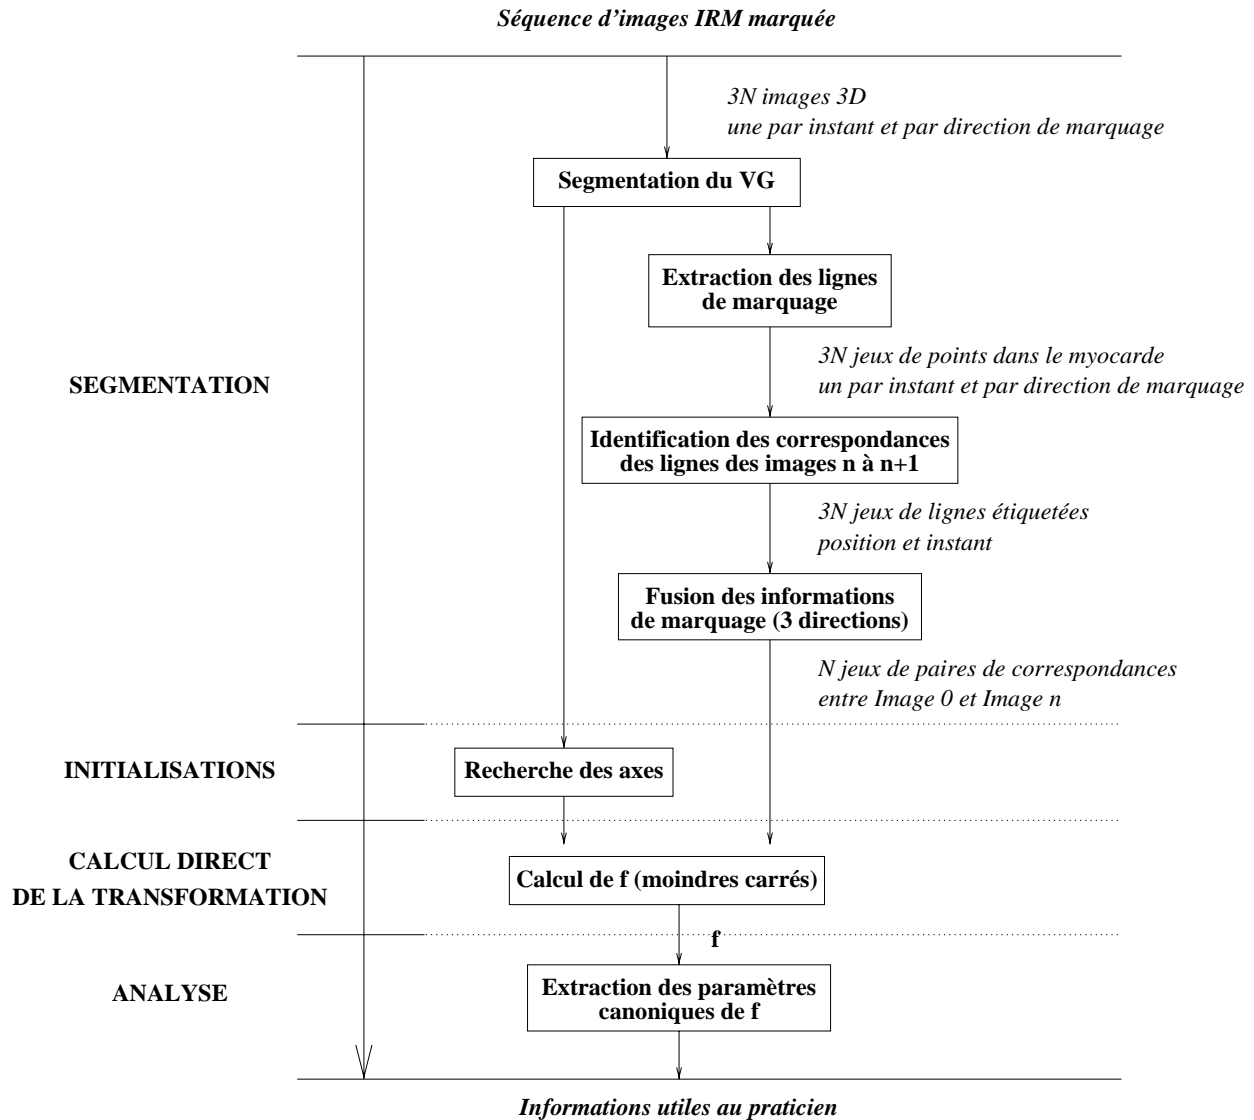 Séquence d'images IRM marquée
3N images 3D
une par instant et par direction de marquage
Segmentation du VG
Extraction des lignes
de marquage
3N jeux de points dans le myocarde
un par instant et par direction de marquage
SEGMENTATION
Identification des correspondances
des lignes des images n à n+1
3N jeux de lignes étiquetées
position et instant
Fusion des informations
de marquage (3 directions)
N jeux de paires de correspondances
entre Image 0 et Image n
INITIALISATIONS
Recherche des axes
CALCUL DIRECT
DE LA TRANSFORMATION
Calcul de f (moindres carrés)
f
ANALYSE
Extraction des paramètres
canoniques de f
Informations utiles au praticien